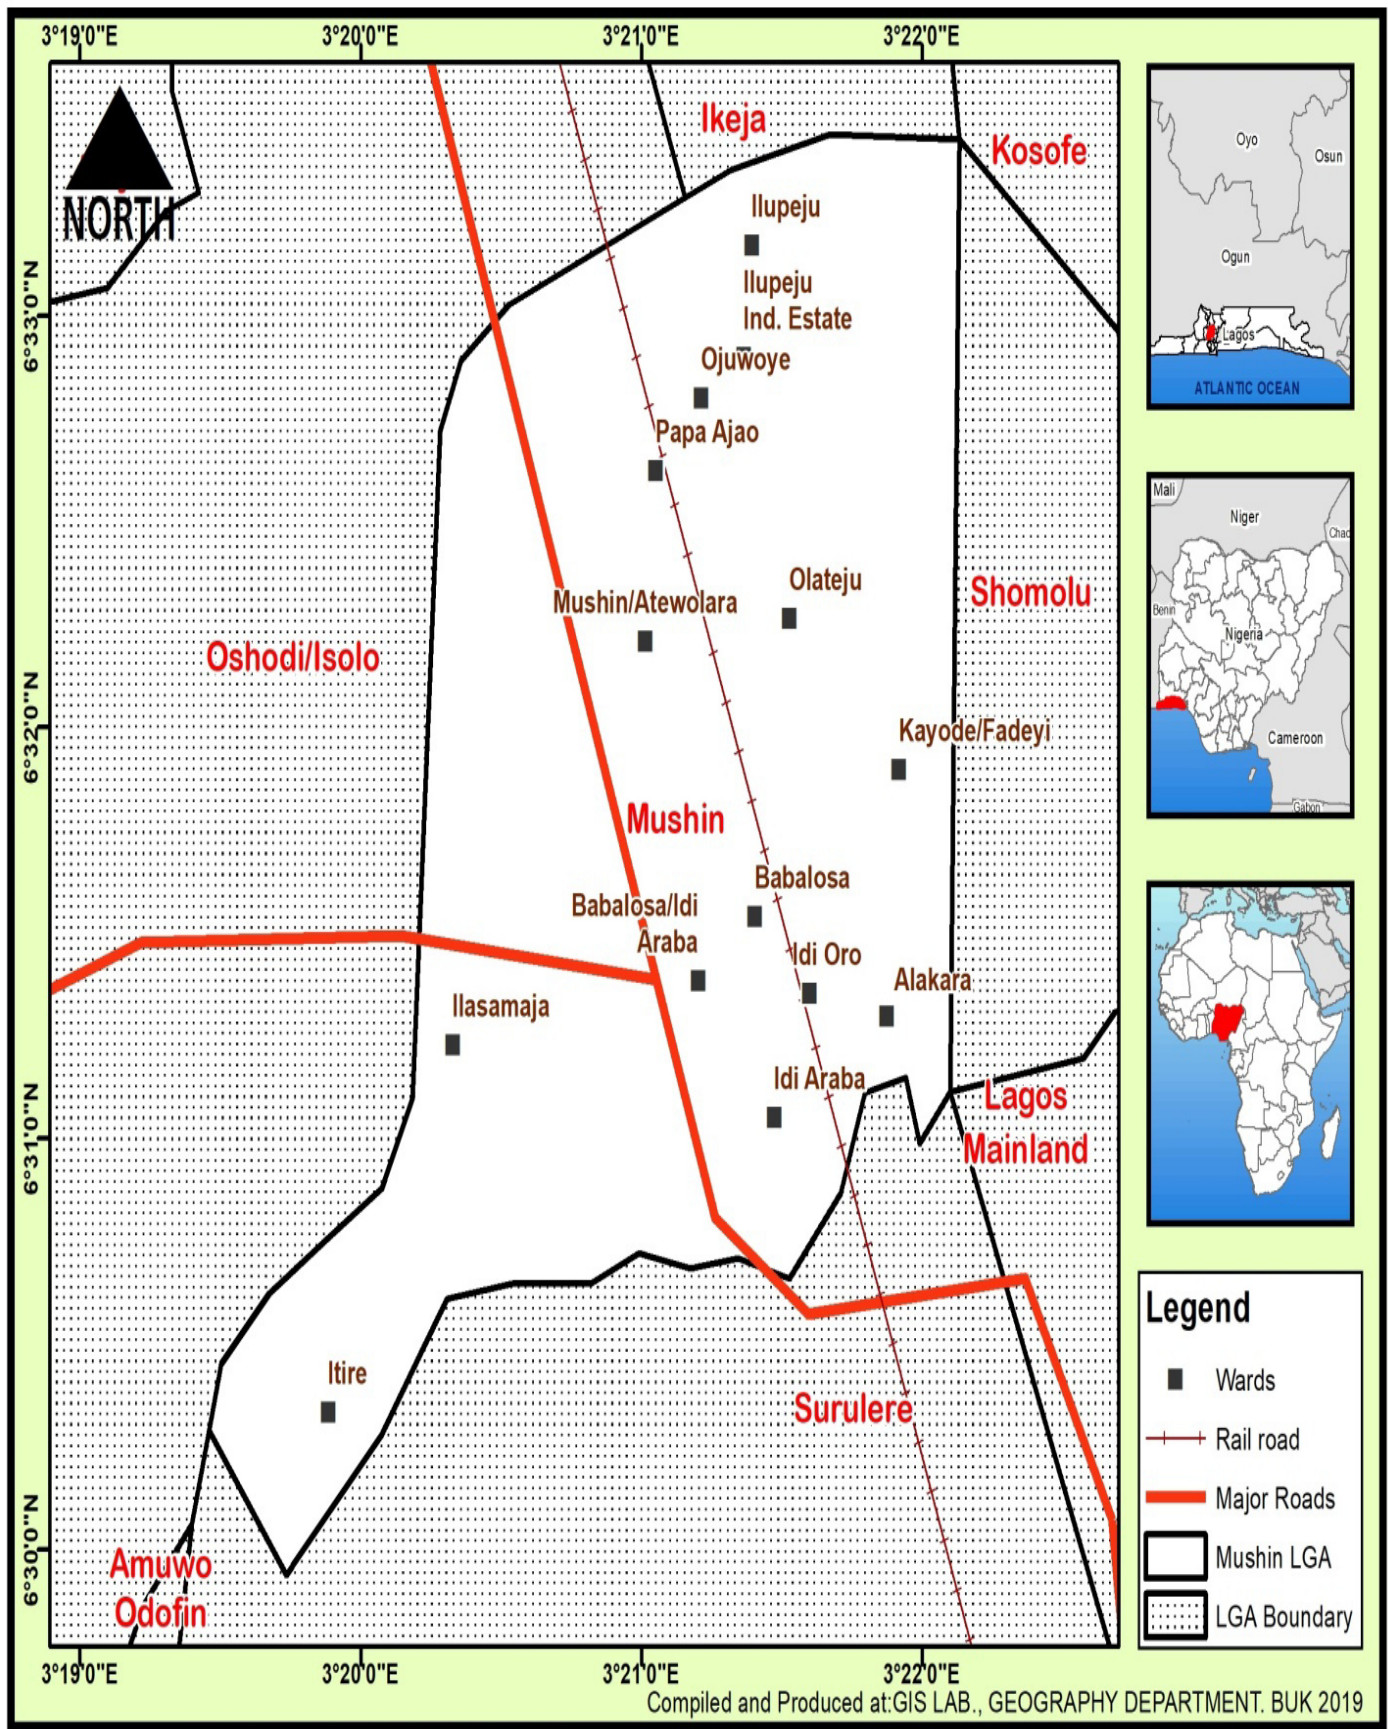 3°19'0"E
3°20'0"E
3°21'0"E
3°22'0"E
NORTH
Ikeja
Kosofe
Ilupeju
Ilupeju
Ind. Estate
Ojuwoye
Papa Ajao
Olateju
Mushin/Atewolara
Shomolu
Oshodi/Isolo
Kayode/Fadeyi
Mushin
Babalosa
Babalosa/Idi
Araba
Idi Oro
Alakara
Ilasamaja
Idi Araba
Lagos
Mainland
Itire
Surulere
Amuwo
Odofin
6°33'0"N
6°32'0"N
6°31'0"N
6°30'0"N
3°19'0"E
3°20'0"E
3°21'0"E
3°22'0"E
Oyo
Osun
Ogun
Lagos
ATLANTIC OCEAN
Mali
Niger
Chad
Benin
Nigeria
Cameroon
Gabon
Legend
Wards
Rail road
Major Roads
Mushin LGA
LGA Boundary
Compiled and Produced at:GIS LAB., GEOGRAPHY DEPARTMENT. BUK 2019